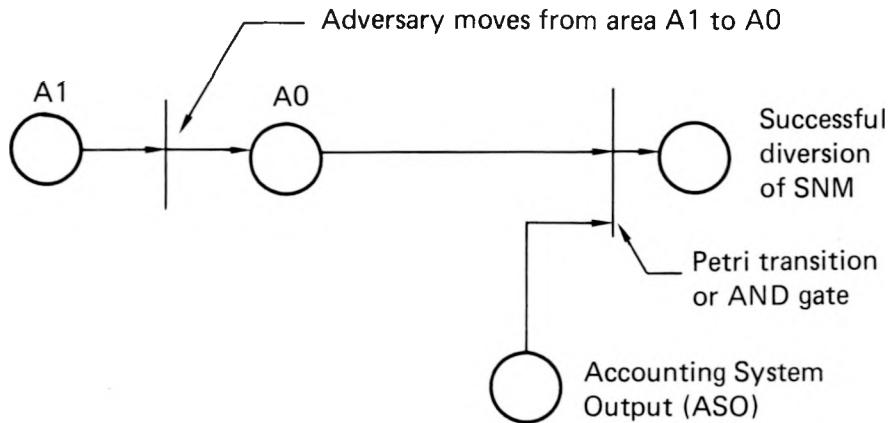 Adversary moves from area A1 to A0
A1
A0
Successful
diversion
of SNM
Petri transition
or AND gate
Accounting System
Output (ASO)